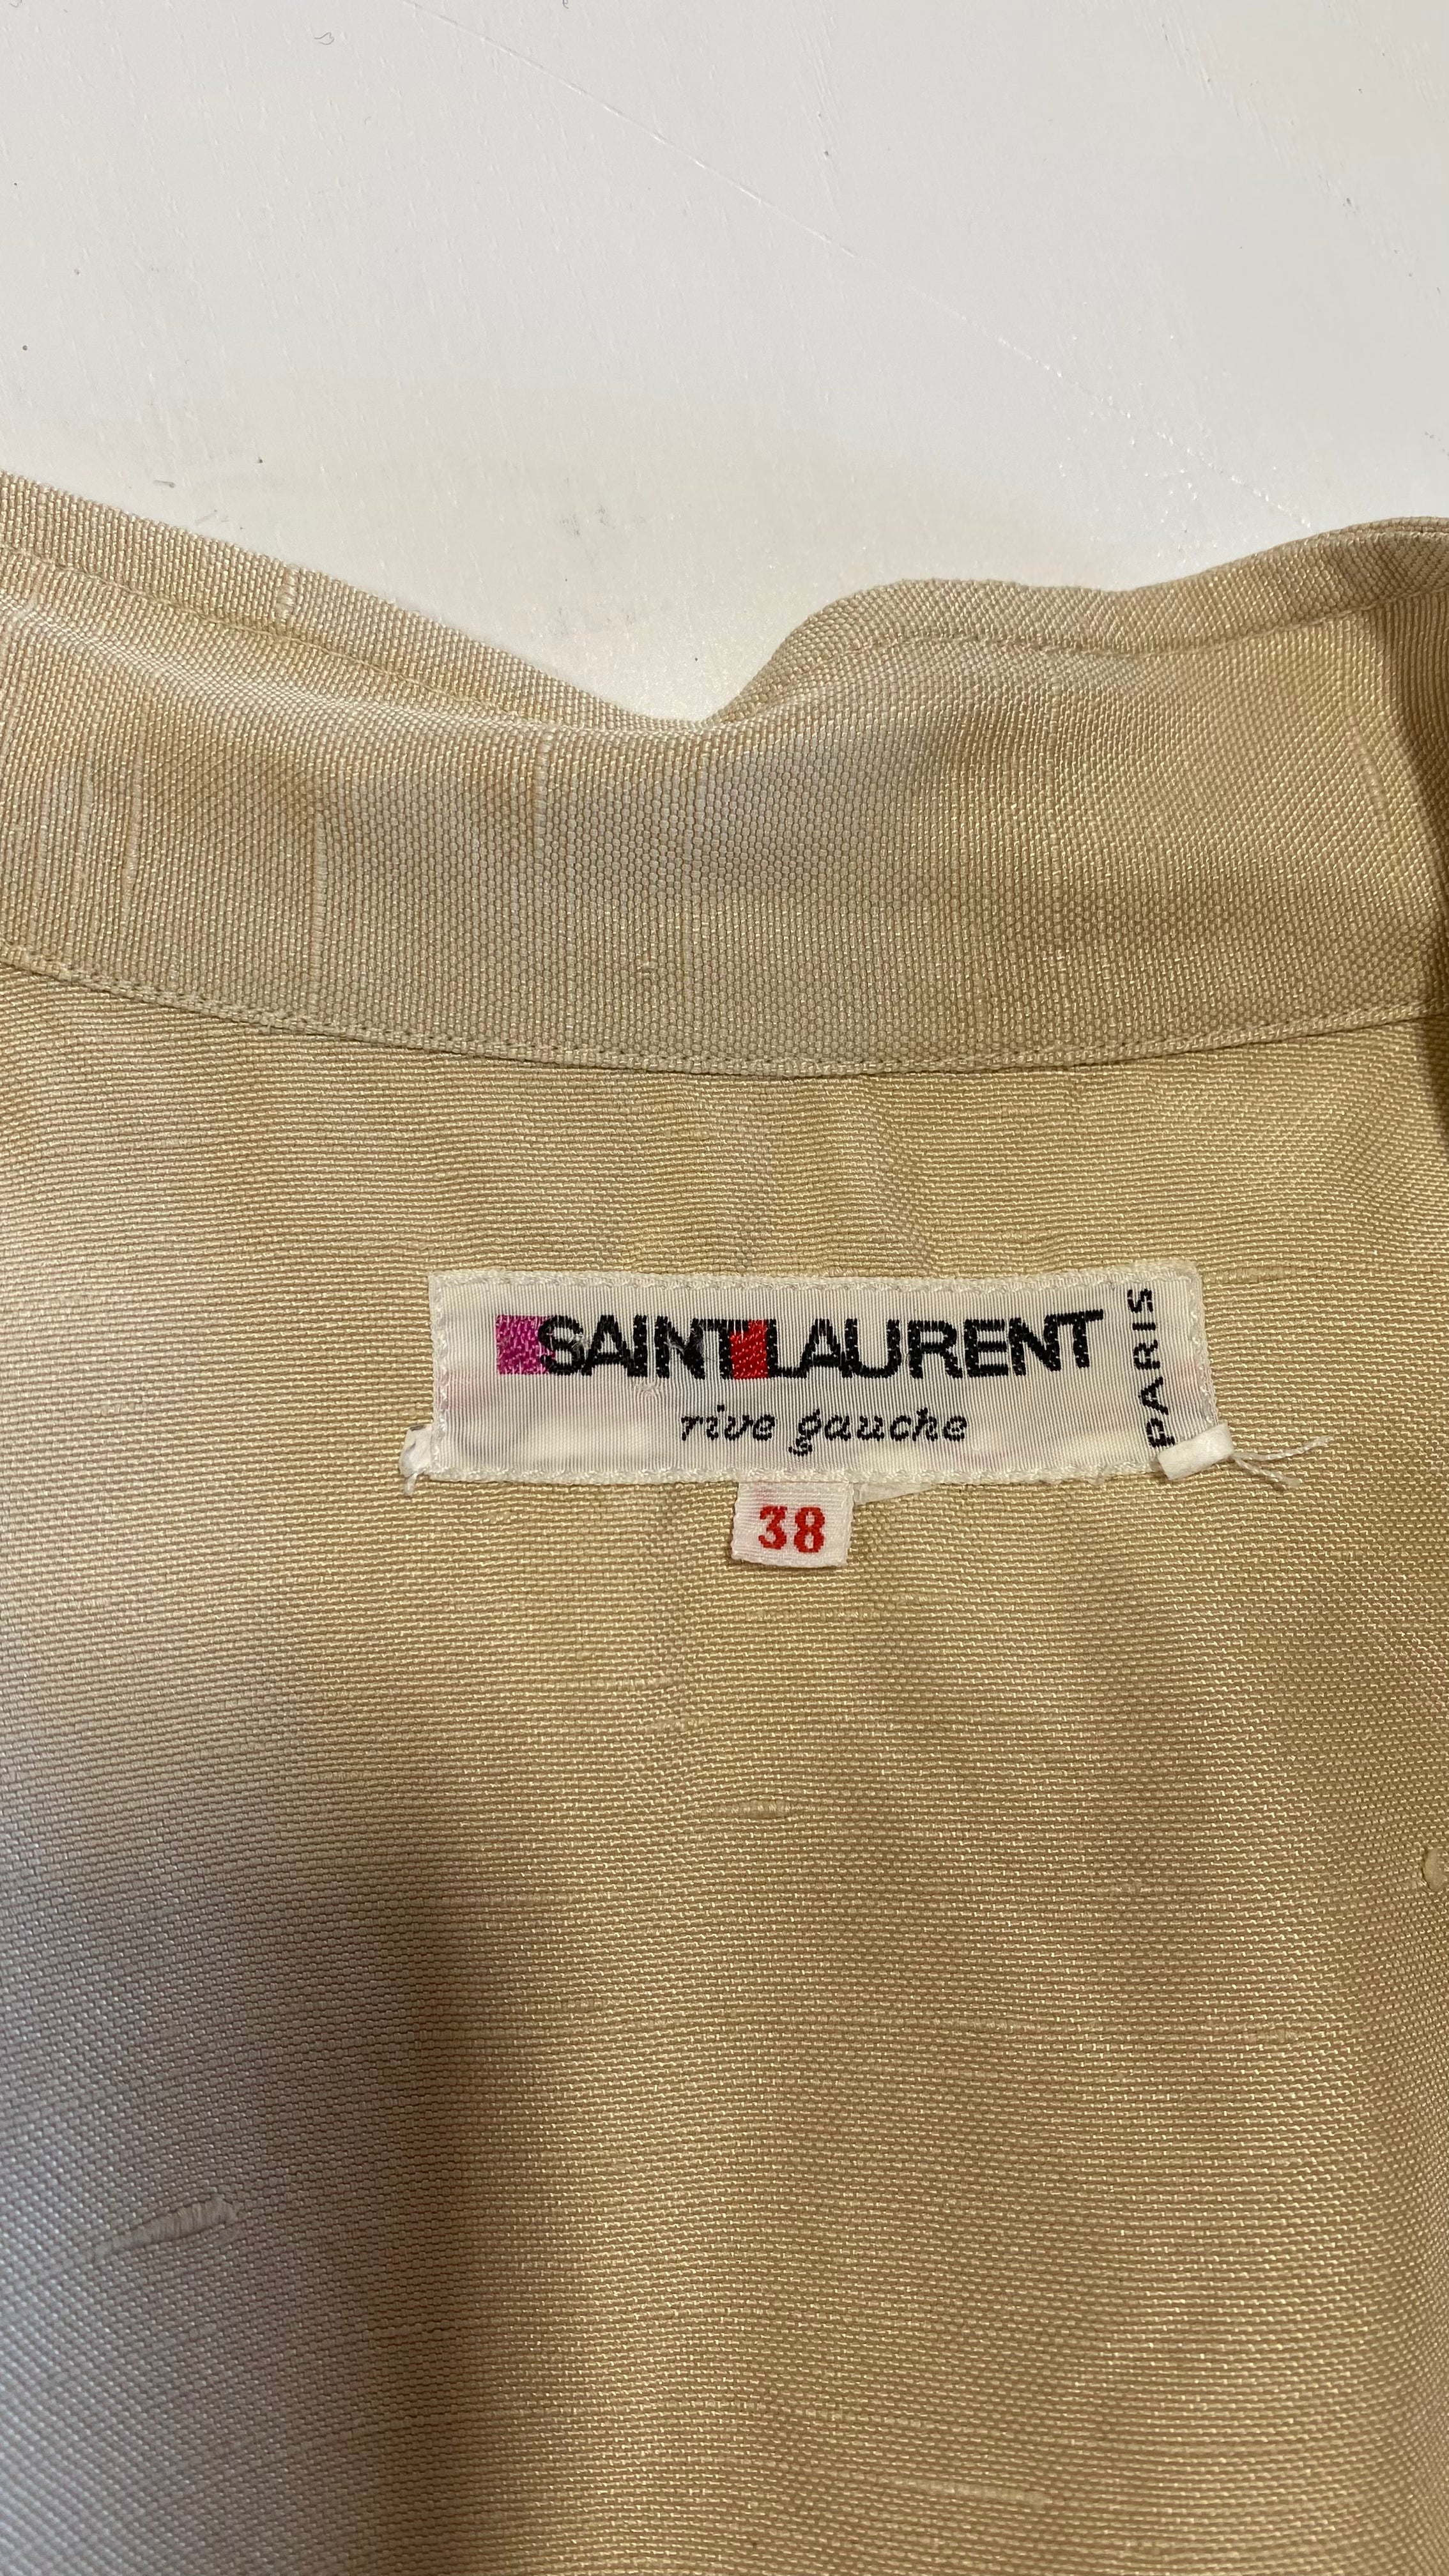 SAINT LAURENT
rive gauche
PARIS
38